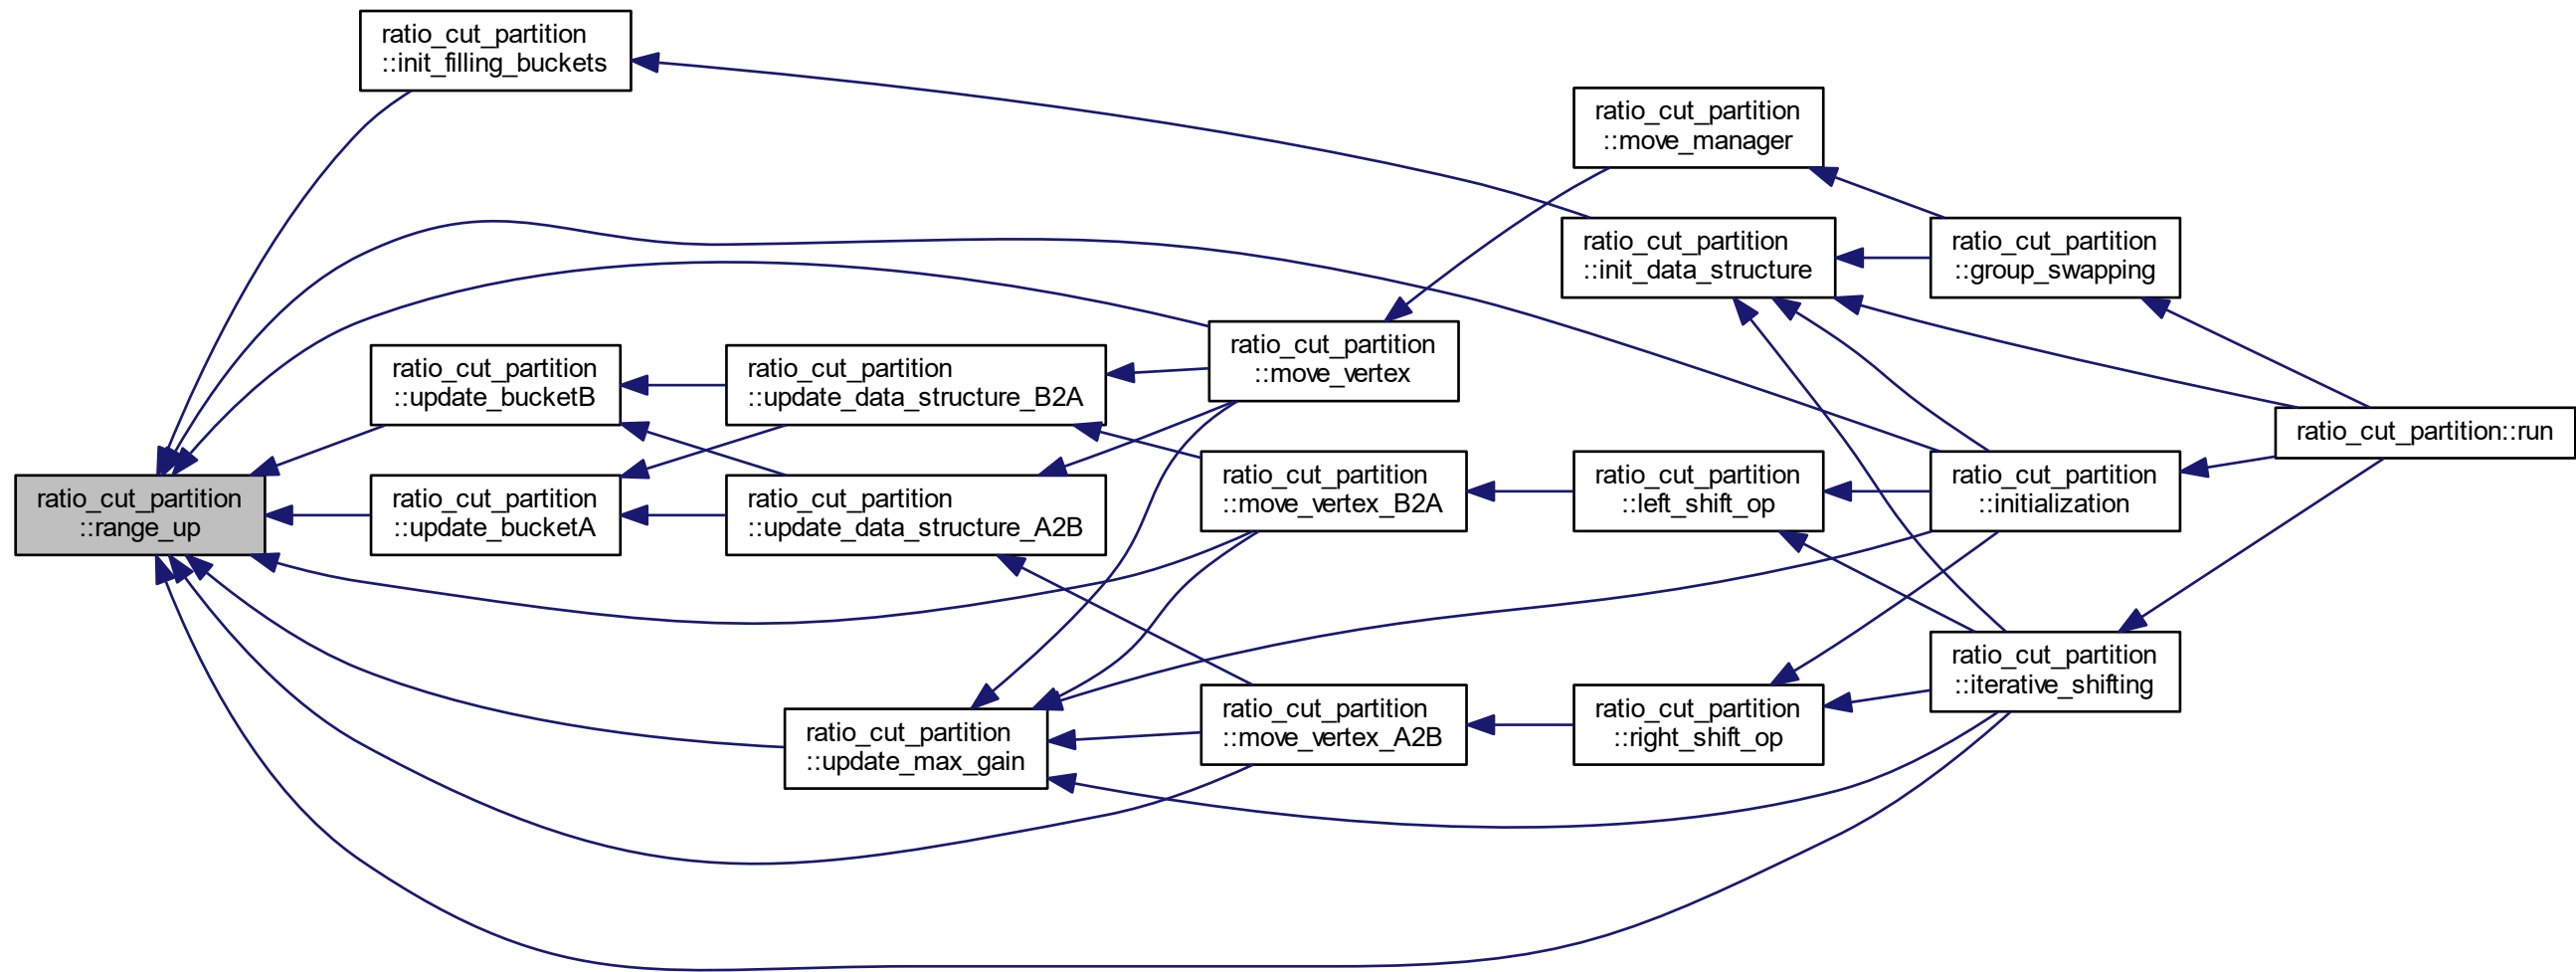 ratio_cut_partition
::init_filling_buckets
ratio_cut_partition
::move_manager
ratio_cut_partition
::init_data_structure
ratio_cut_partition
::group_swapping
ratio_cut_partition
::move_vertex
ratio_cut_partition
::update_bucketB
ratio_cut_partition
::update_data_structure_B2A
ratio_cut_partition::run
ratio_cut_partition
::range_up
ratio_cut_partition
::update_bucketA
ratio_cut_partition
::update_data_structure_A2B
ratio_cut_partition
::move_vertex_B2A
ratio_cut_partition
::left_shift_op
ratio_cut_partition
::initialization
ratio_cut_partition
::iterative_shifting
ratio_cut_partition
::update_max_gain
ratio_cut_partition
::move_vertex_A2B
ratio_cut_partition
::right_shift_op